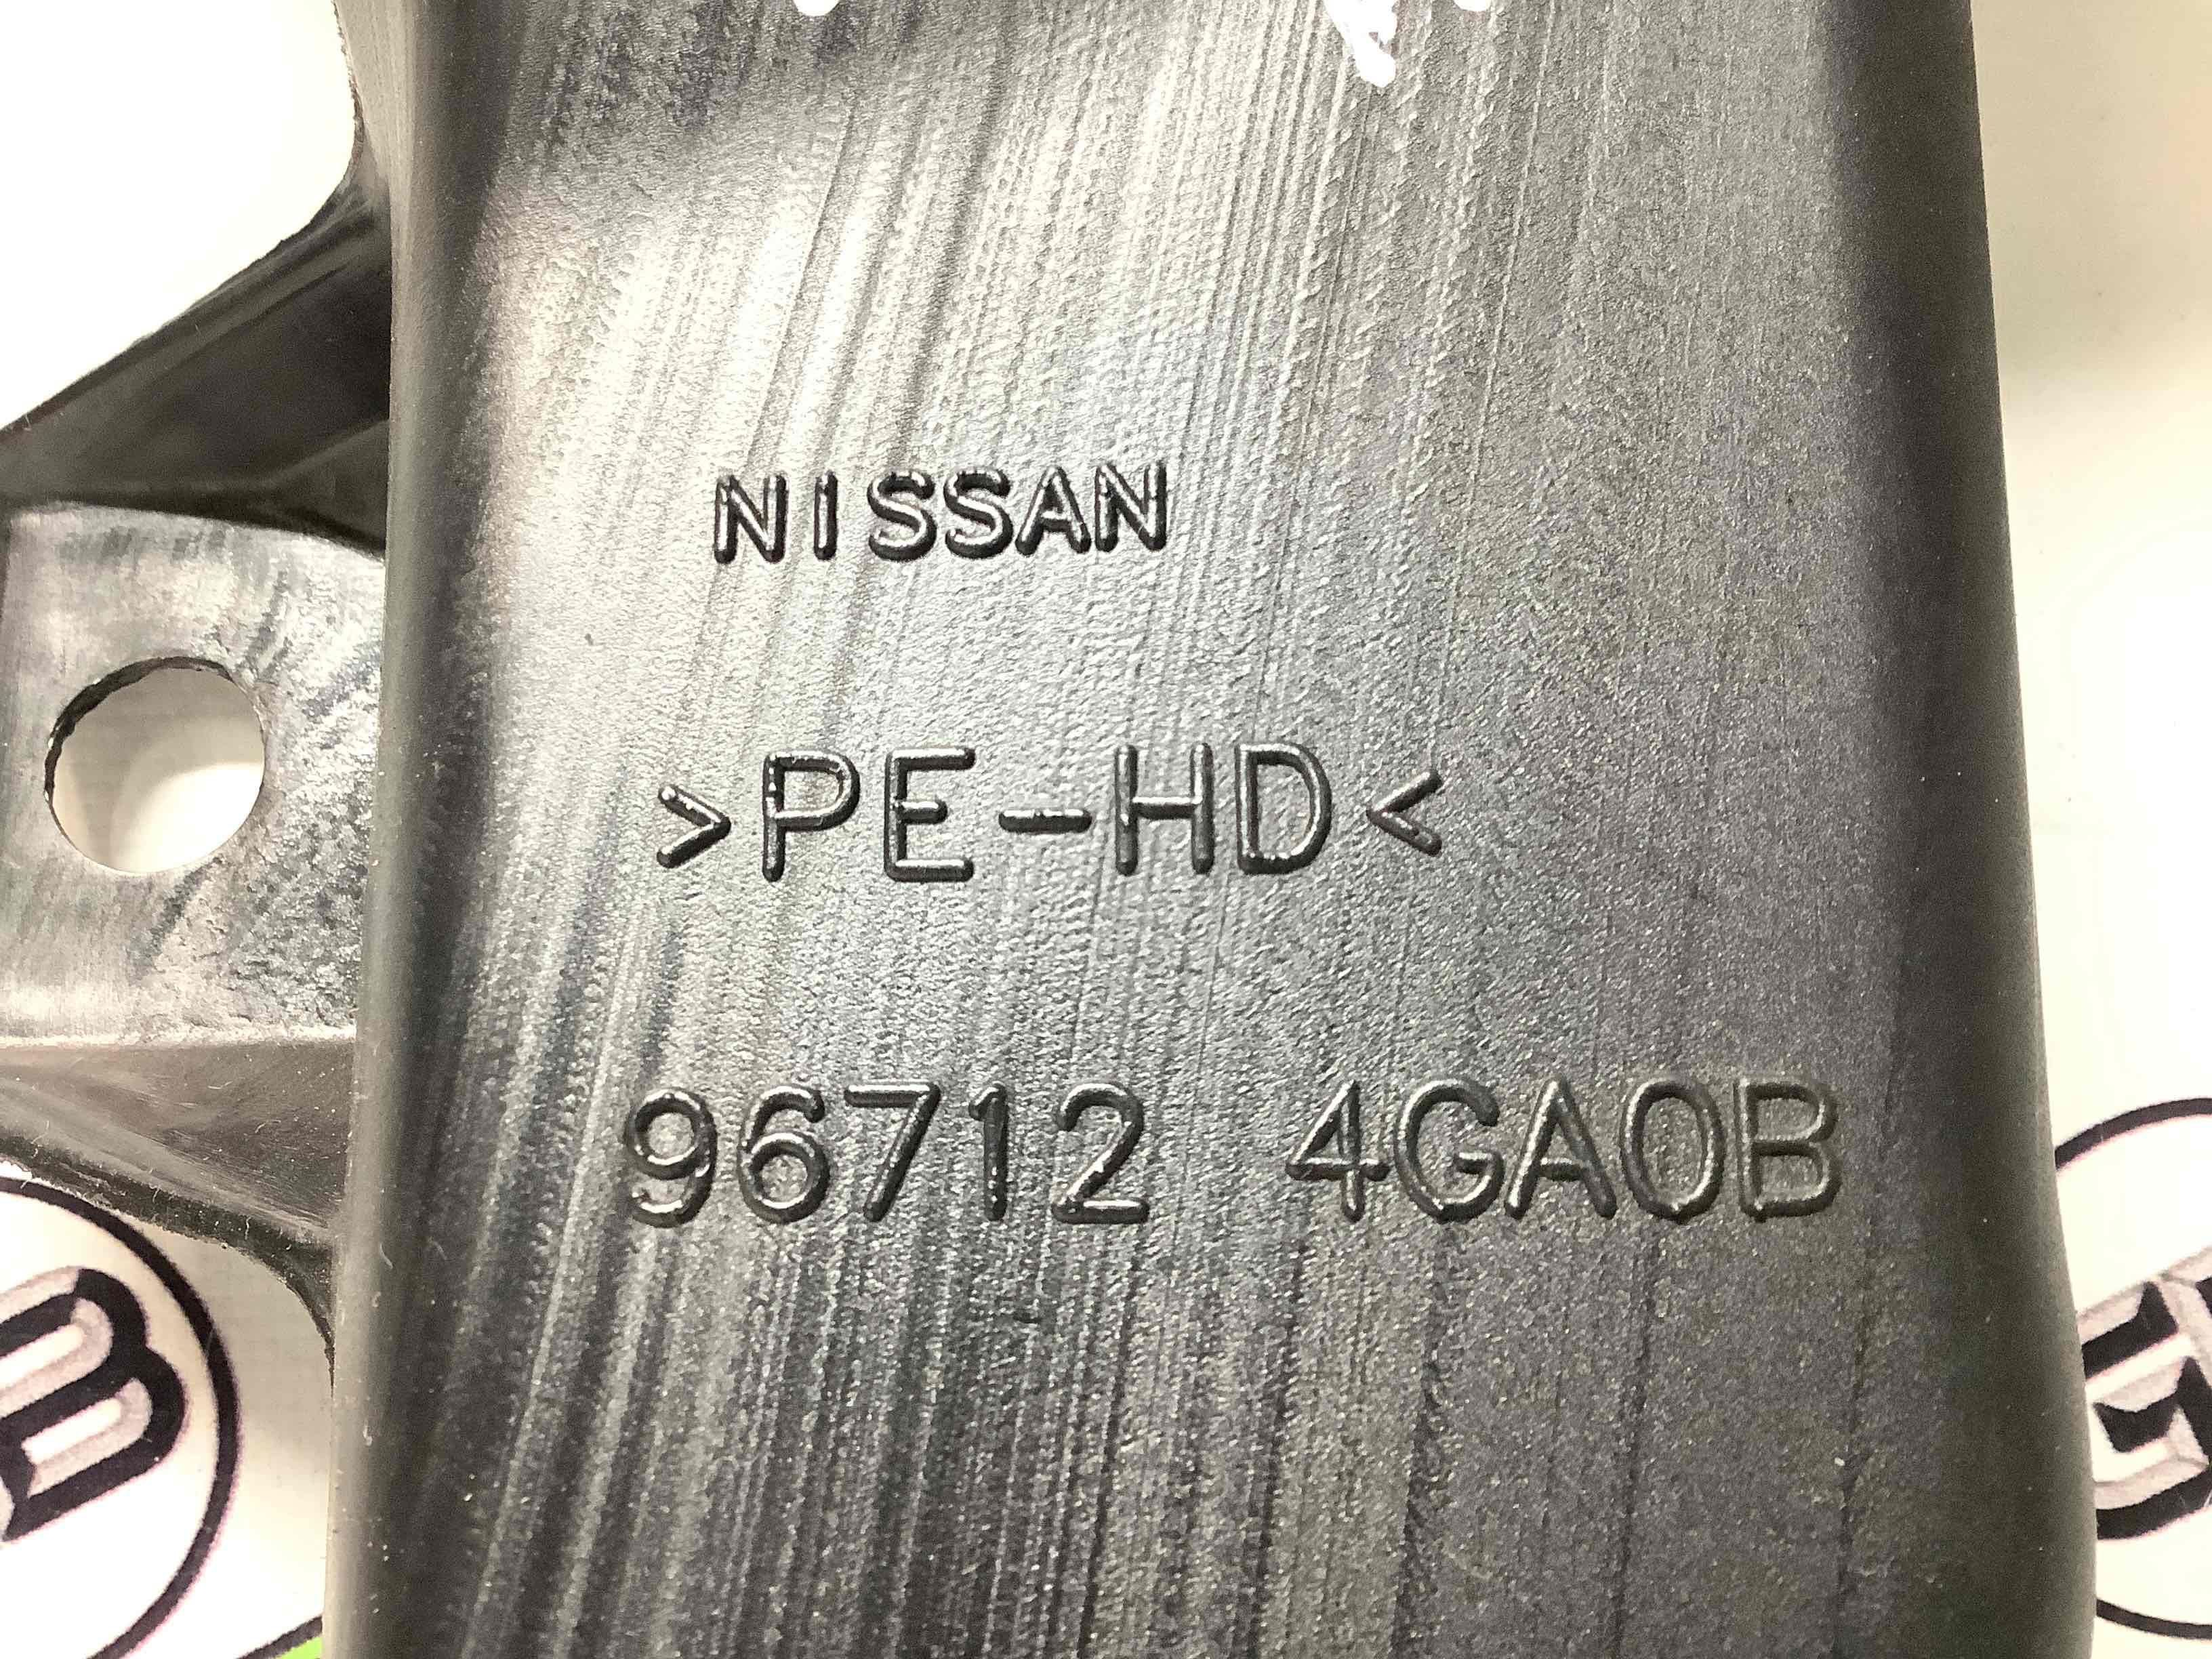 NISSAN
>PE-HD<
96712 4GA0B
B